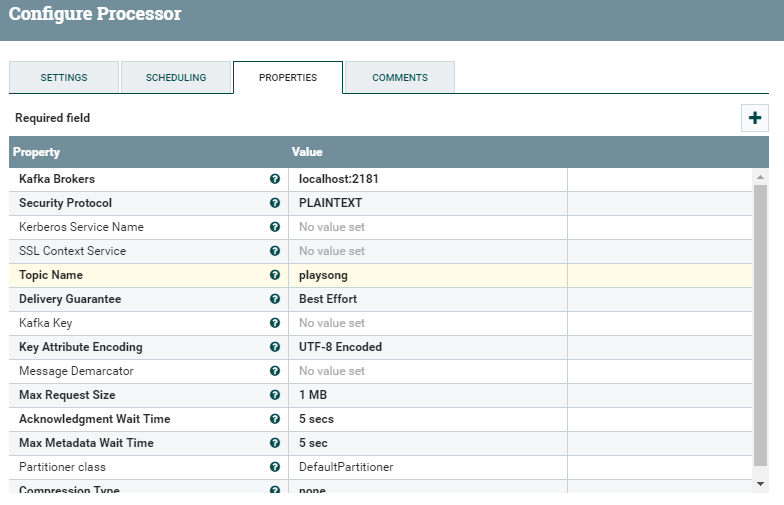 Configure Processor
SETTINGS SCHEDULING PROPERTIES COMMENTS
Required field
Property Value
Kafka Brokers localhost:2181
Security Protocol PLAINTEXT
Kerberos Service Name No value set
SSL Context Service No value set
Topic Name playsong
Delivery Guarantee Best Effort
Kafka Key No value set
Key Attribute Encoding UTF-8 Encoded
Message Demarcator No value set
Max Request Size 1 MB
Acknowledgment Wait Time 5 secs
Max Metadata Wait Time 5 sec
Partitioner class DefaultPartitioner
Compression Type none